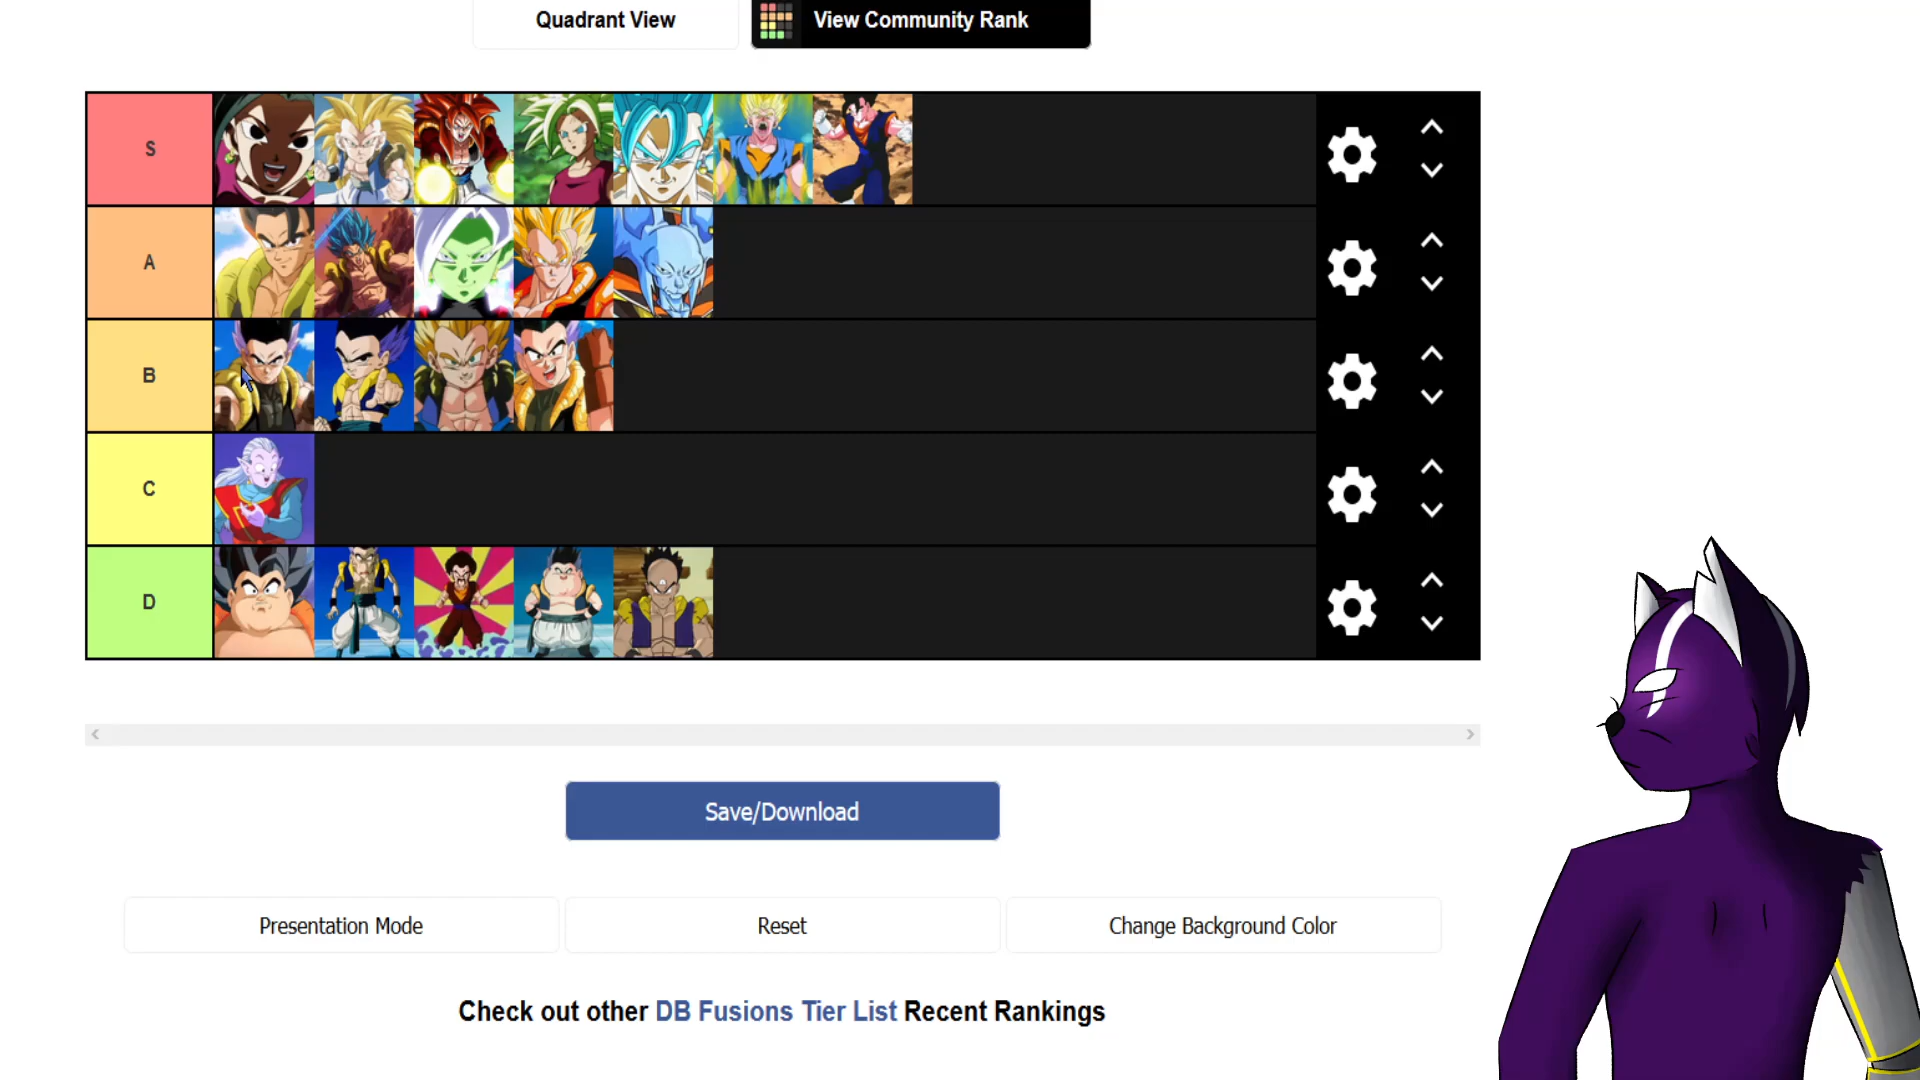 Quadrant View
View Community Rank
S
A
B
C
D
Save/Download
Presentation Mode
Reset
Change Background Color
Check out other DB Fusions Tier List Recent Rankings